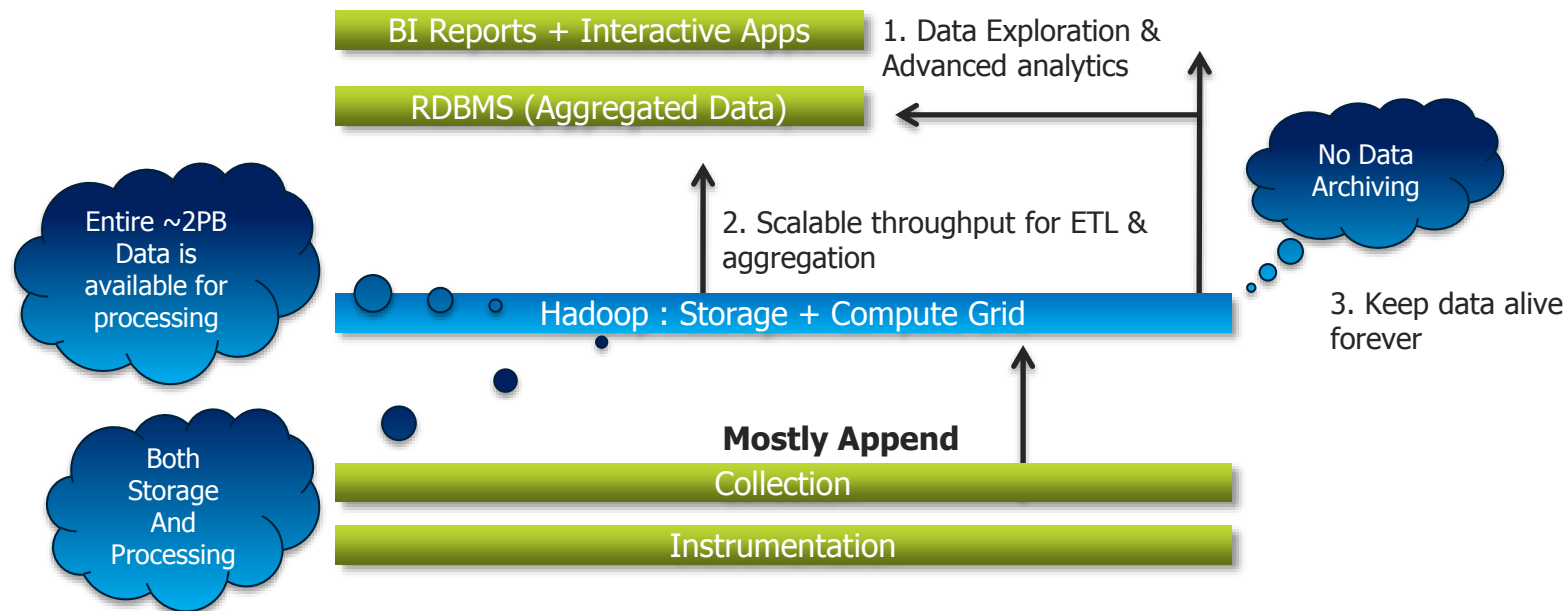 BI Reports + Interactive Apps
1. Data Exploration &
Advanced analytics
RDBMS (Aggregated Data)
No Data
Archiving
Entire ~2PB
Data is
available for
processing
2. Scalable throughput for ETL &
aggregation
Hadoop : Storage + Compute Grid
3. Keep data alive
forever
Mostly Append
Both
Storage
And
Processing
Collection
Instrumentation